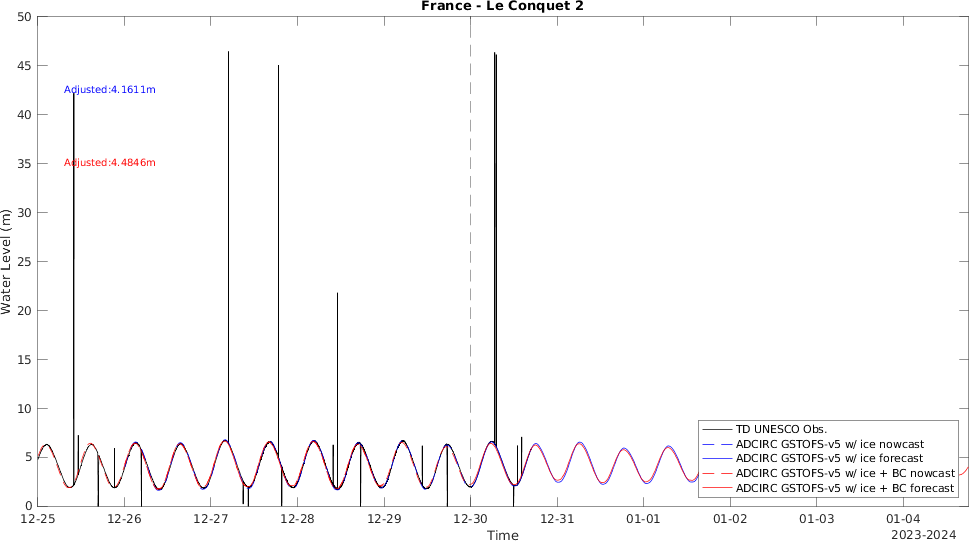 France - Le Conquet 2
50
45
40
35
30
25
20
15
10
5
0
Water Level (m)
Adjusted:4.1611m
Adjusted:4.4846m
TD UNESCO Obs.
ADCIRC GSTOFS-v5 w/ ice nowcast
ADCIRC GSTOFS-v5 w/ ice forecast
ADCIRC GSTOFS-v5 w/ ice + BC nowcast
ADCIRC GSTOFS-v5 w/ ice + BC forecast
12-25 12-26 12-27 12-28 12-29 12-30 12-31 01-01 01-02 01-03 01-04
Time
2023-2024